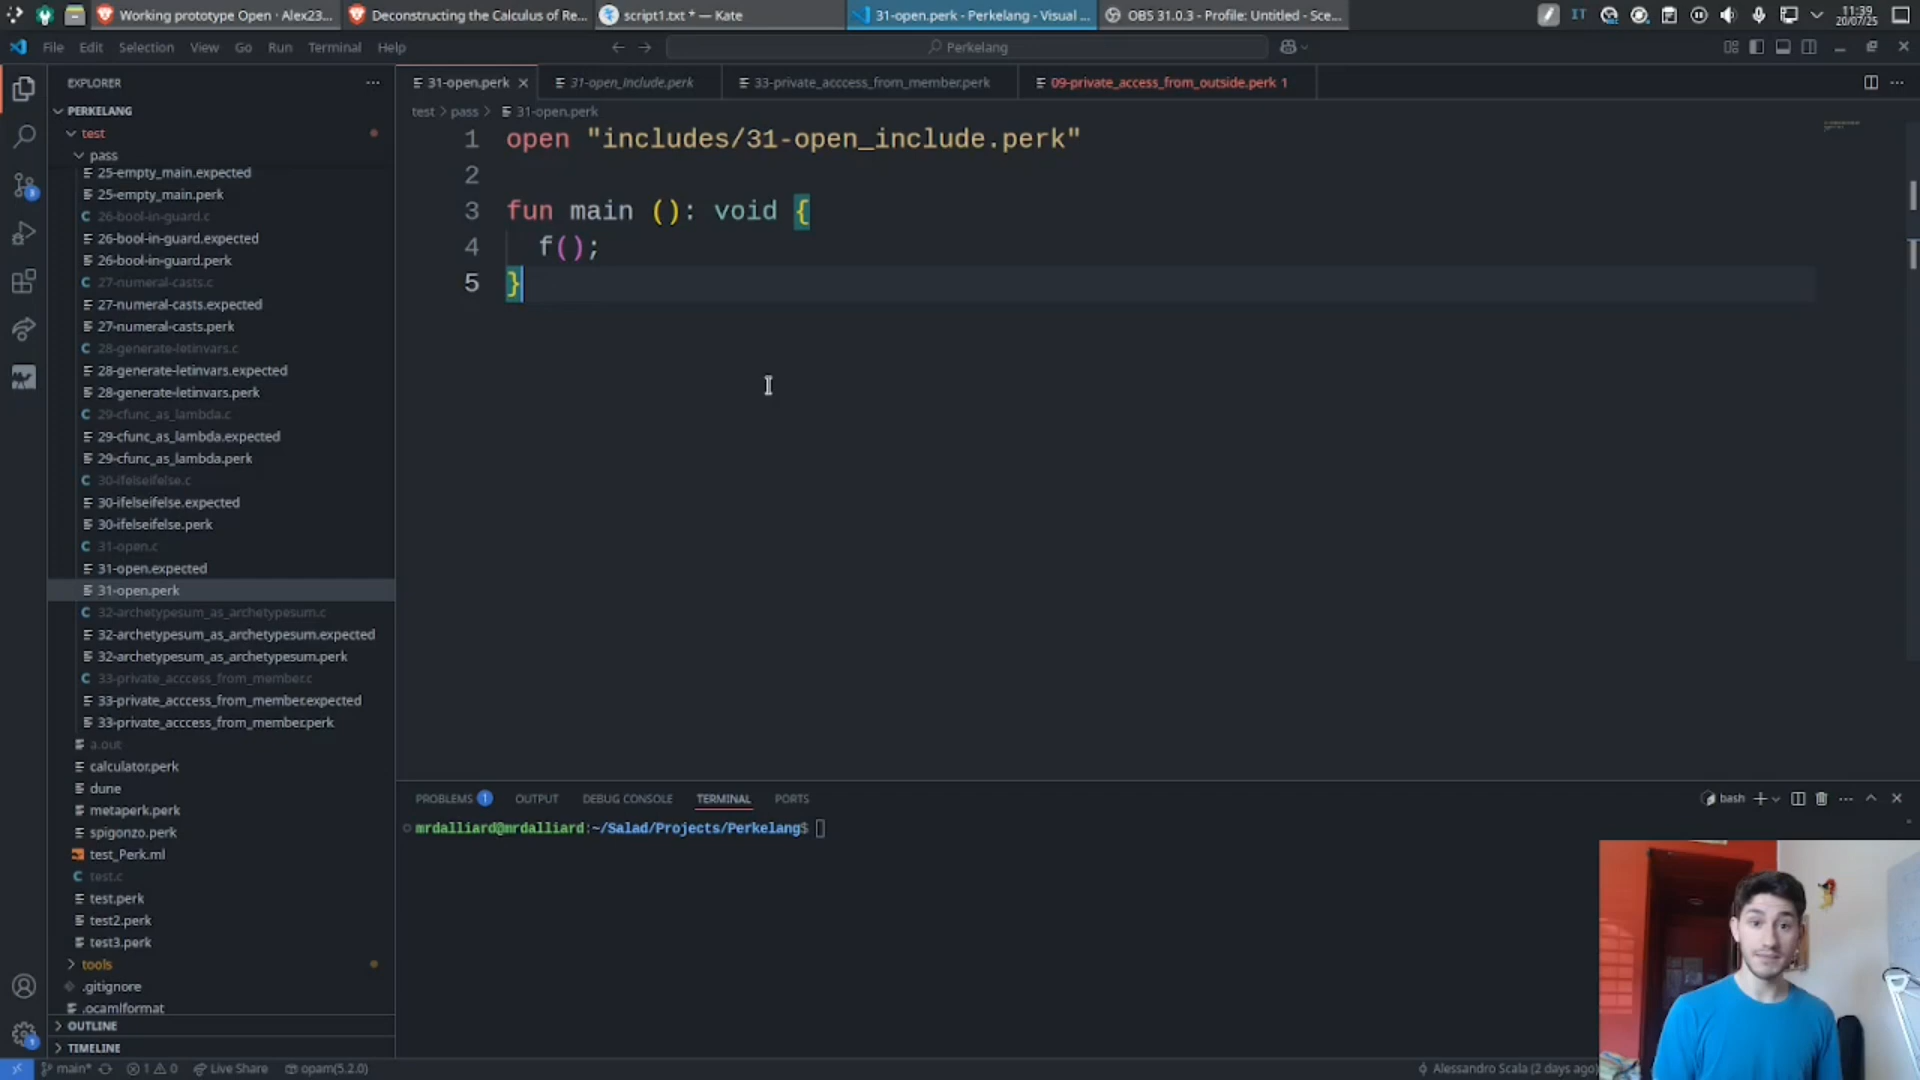 Working prototype Open · Alex23...
Deconstructing the Calculus of Re...
script1.txt * — Kate
31-open.perk - Perkelang - Visual ...
OBS 31.0.3 - Profile: Untitled - Sce...
IT
11:39
20/07/25
File Edit Selection View Go Run Terminal Help
Perkelang
EXPLORER
31-open.perk
31-open_include.perk
33-private_acccess_from_member.perk
09-private_access_from_outside.perk 1
PERKELANG
test > pass > 31-open.perk
test
pass
25-empty_main.expected
25-empty_main.perk
26-bool-in-guard.c
26-bool-in-guard.expected
26-bool-in-guard.perk
27-numeral-casts.c
27-numeral-casts.expected
27-numeral-casts.perk
28-generate-letinvars.c
28-generate-letinvars.expected
28-generate-letinvars.perk
29-cfunc_as_lambda.c
29-cfunc_as_lambda.expected
29-cfunc_as_lambda.perk
30-ifelseifelse.c
30-ifelseifelse.expected
30-ifelseifelse.perk
31-open.c
31-open.expected
31-open.perk
32-archetypesum_as_archetypesum.c
32-archetypesum_as_archetypesum.expected
32-archetypesum_as_archetypesum.perk
33-private_acccess_from_member.c
33-private_acccess_from_member.expected
33-private_acccess_from_member.perk
a.out
calculator.perk
dune
metaperk.perk
spigonzo.perk
test_Perk.ml
test.c
test.perk
test2.perk
test3.perk
tools
.gitignore
.ocamlformat
OUTLINE
TIMELINE
1 open "includes/31-open_include.perk"
2
3 fun main (): void {
4 f();
5 }
PROBLEMS 1 OUTPUT DEBUG CONSOLE TERMINAL PORTS
bash
mrdalliard@mrdalliard:~/Salad/Projects/Perkelang$
main* 1 0 Live Share opam(5.2.0)
Alessandro Scala (2 days ago)